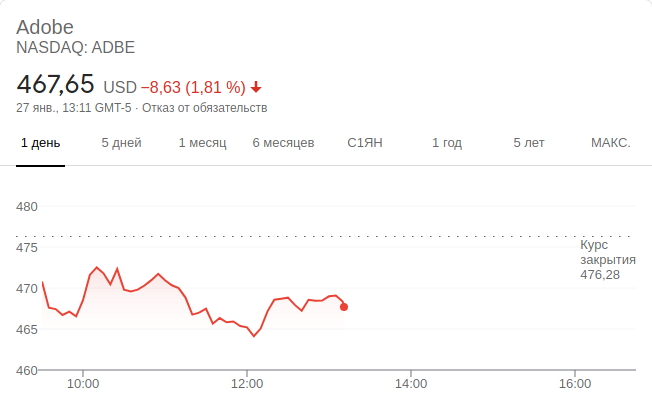 Adobe
NASDAQ: ADBE
467,65 USD −8,63 (1,81 %)
27 янв., 13:11 GMT-5 · Отказ от обязательств
1 день 5 дней 1 месяц 6 месяцев С1ЯН 1 год 5 лет МАКС.
480
475
470
465
460
Курс
закрытия
476,28
10:00 12:00 14:00 16:00